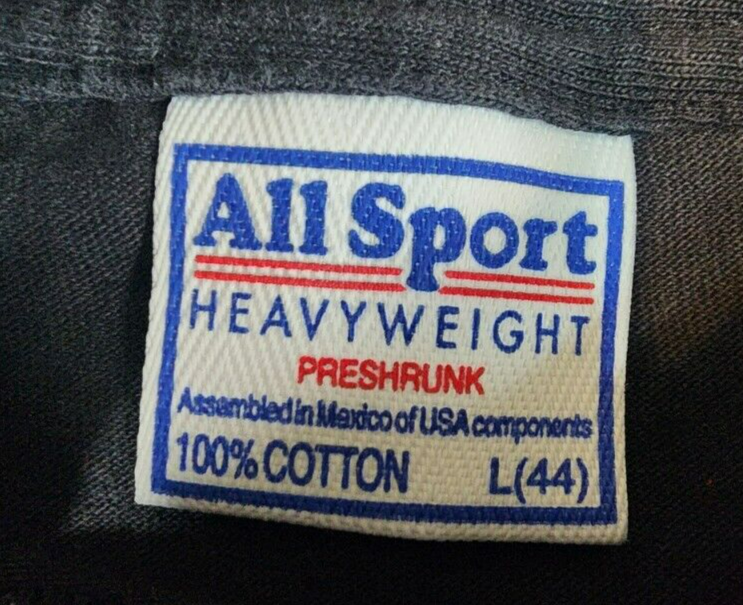 All Sport
HEAVYWEIGHT
PRESHRUNK
Assembled in Mexico of USA components
100% COTTON L(44)